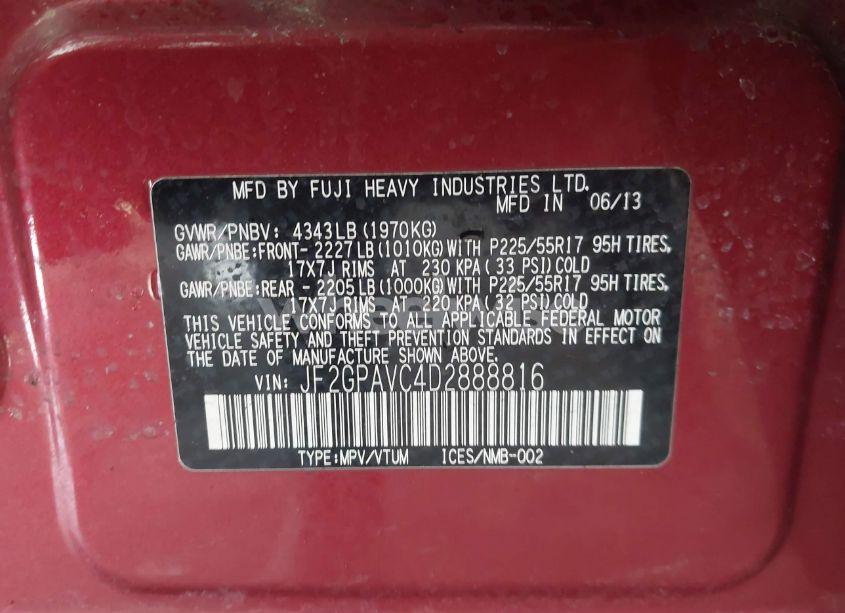 MFD BY FUJI HEAVY INDUSTRIES LTD.
MFD IN 06/13
GVWR/PNBV: 4343LB(1970KG)
GAWR/PNBE:FRONT- 2227LB(1010KG)WITH P225/55R17 95H TIRES,
17X7J RIMS AT 230 KPA( 33 PSI)COLD
GAWR/PNBE:REAR - 2205LB(1000KG)WITH P225/55R17 95H TIRES,
17X7J RIMS AT 220 KPA( 32 PSI)COLD
THIS VEHICLE CONFORMS TO ALL APPLICABLE FEDERAL MOTOR
VEHICLE SAFETY AND THEFT PREVENTION STANDARDS IN EFFECT ON
THE DATE OF MANUFACTURE SHOWN ABOVE.
VIN: JF2GPAVC4D2888816
TYPE:MPV/VTUM ICES/NMB-002